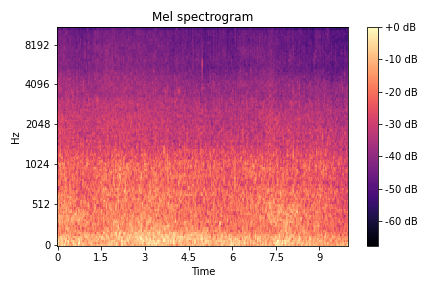 Mel spectrogram
+0 dB
8192
-10 dB
4096
-20 dB
-30 dB
2048
Hz
-40 dB
1024
-50 dB
512
-60 dB
0
0 1.5 3 4.5 6 7.5 9
Time